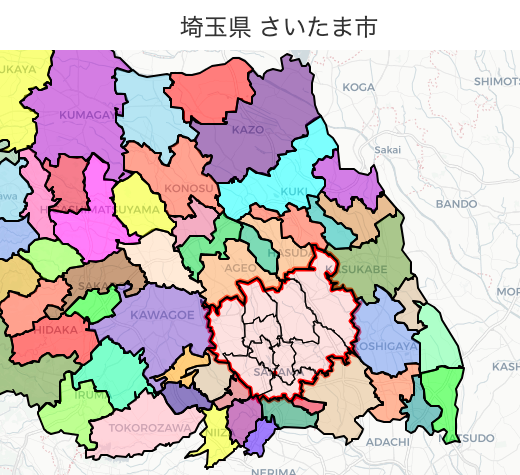 埼玉県 さいたま市
UKAYA
KOGA
SHIMOTS
KUMAGAY
KAZO
Sakai
KONOSU
KUKI
BANDO
HIGASHIMATSUYAMA
HASUDA
AGEO
KASUKABE
SAKA
MOR
KAWAGOE
HIDAKA
KOSHIGAYA
KASH
SAITAMA
IRUMA
TOKOROZAWA
NIIZ
ADACHI
MATSUDO
NERIMA